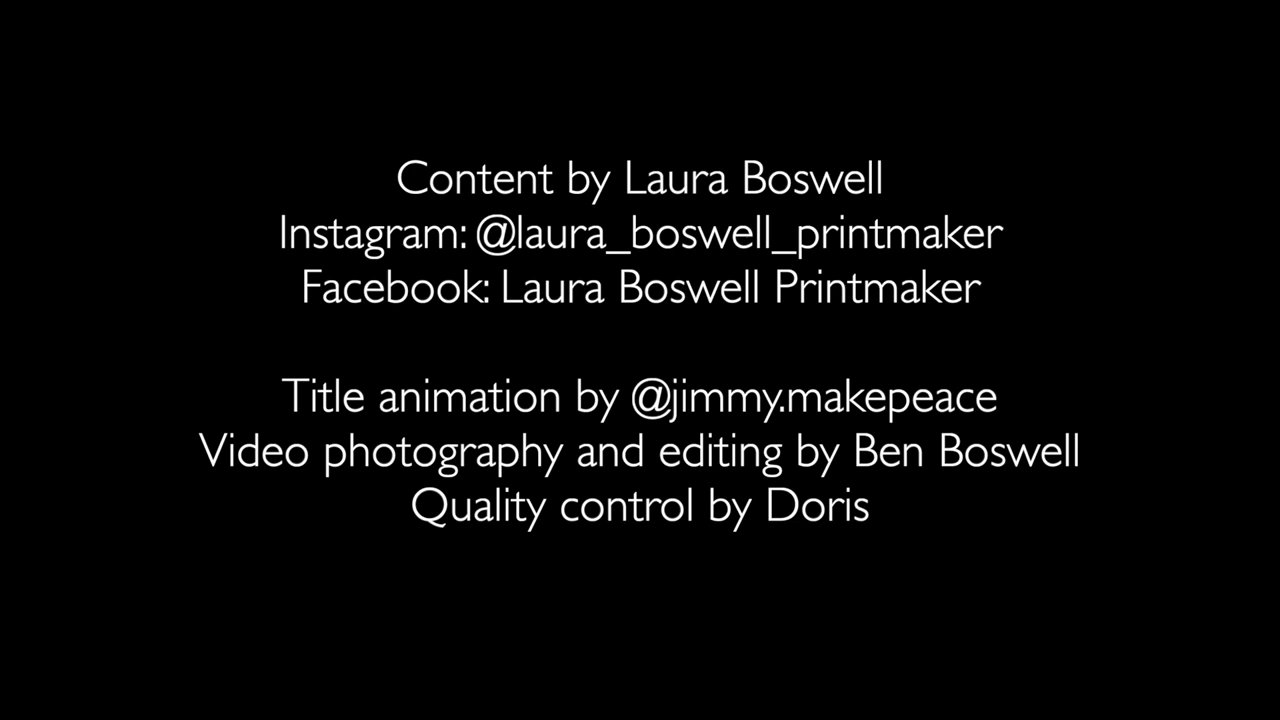 Content by Laura Boswell
Instagram: @laura_boswell_printmaker
Facebook: Laura Boswell Printmaker
Title animation by @jimmy.makepeace
Video photography and editing by Ben Boswell
Quality control by Doris